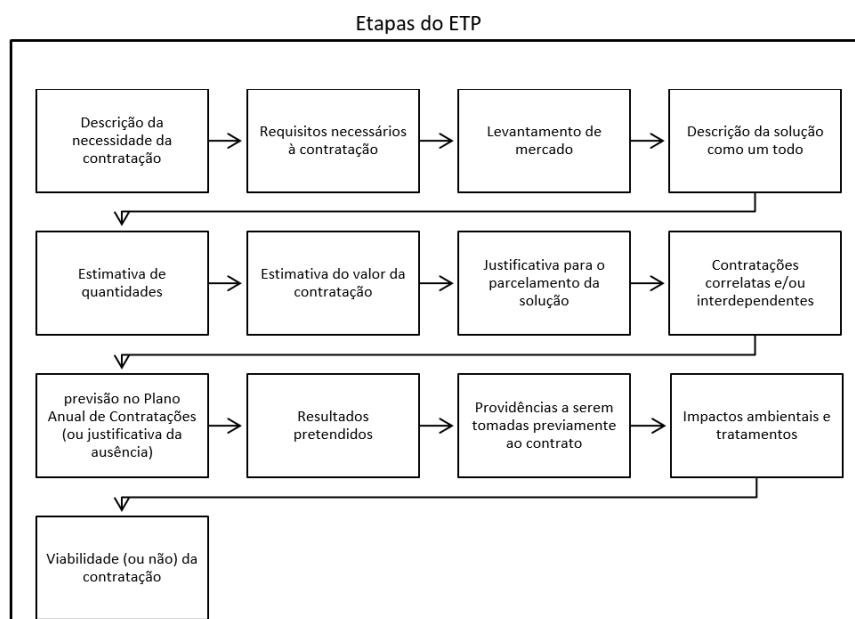 Etapas do ETP
Descrição da
necessidade da
contratação
Requisitos necessários
à contratação
Levantamento de
mercado
Descrição da solução
como um todo
Estimativa de
quantidades
Estimativa do valor da
contratação
Justificativa para o
parcelamento da
solução
Contratações
correlatas e/ou
interdependentes
previsão no Plano
Anual de Contratações
(ou justificativa da
ausência)
Resultados
pretendidos
Providências a serem
tomadas previamente
ao contrato
Impactos ambientais e
tratamentos
Viabilidade (ou não) da
contratação